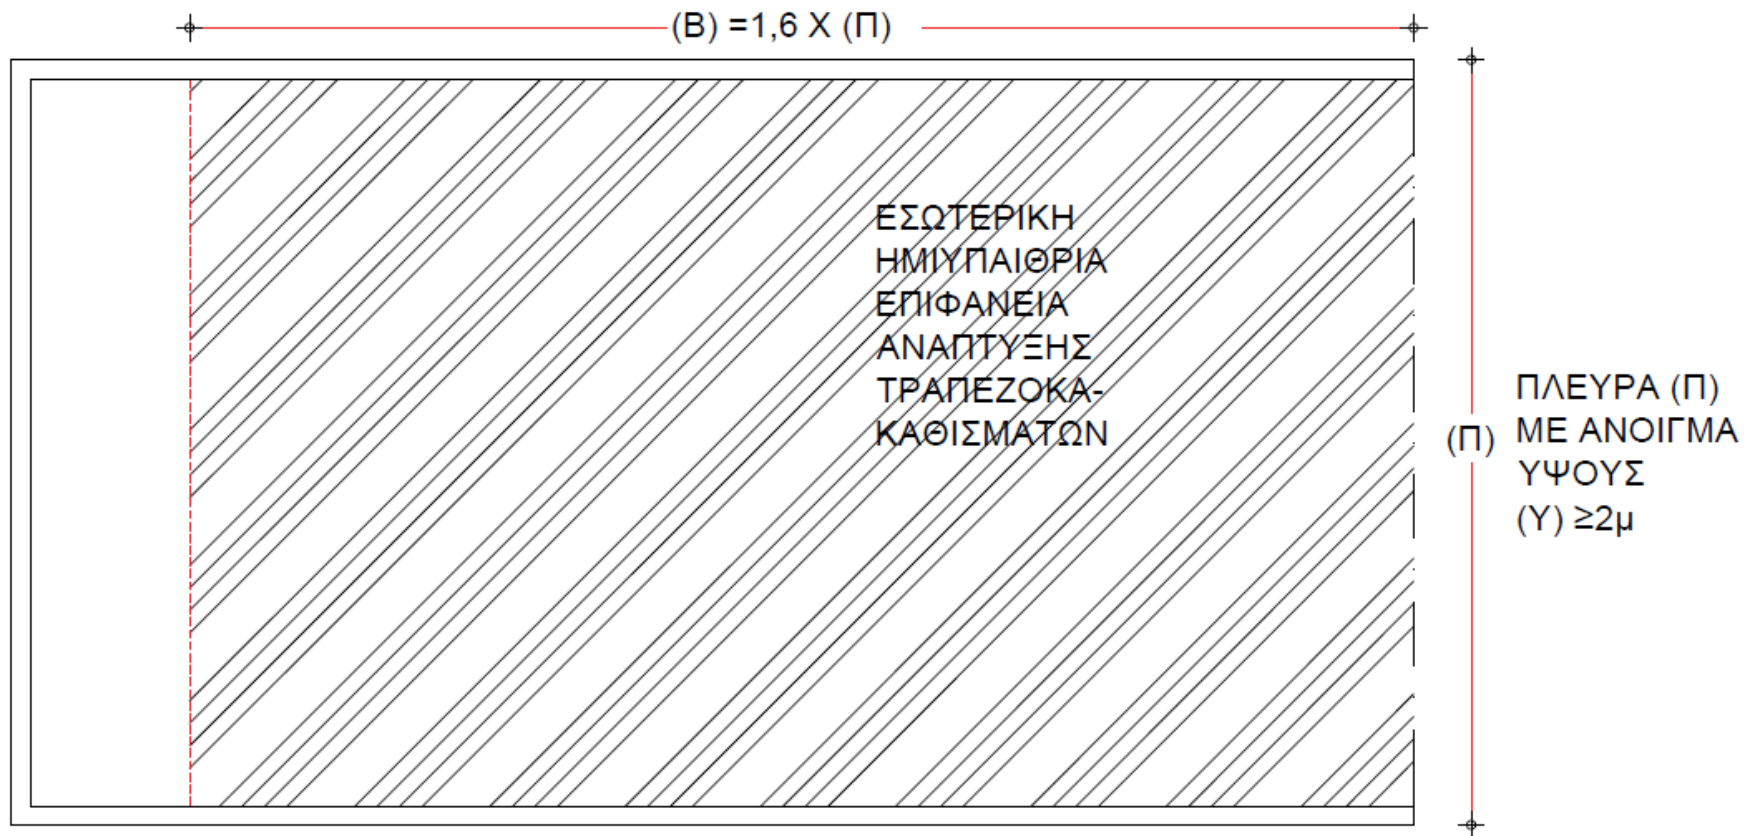 (Β) =1,6 Χ (Π)
ΕΣΩΤΕΡΙΚΗ
ΗΜΙΥΠΑΙΘΡΙΑ
ΕΠΙΦΑΝΕΙΑ
ΑΝΑΠΤΥΞΗΣ
ΤΡΑΠΕΖΟΚΑ-
ΚΑΘΙΣΜΑΤΩΝ
(Π)
ΠΛΕΥΡΑ (Π)
ΜΕ ΑΝΟΙΓΜΑ
ΥΨΟΥΣ
(Υ) ≥2μ